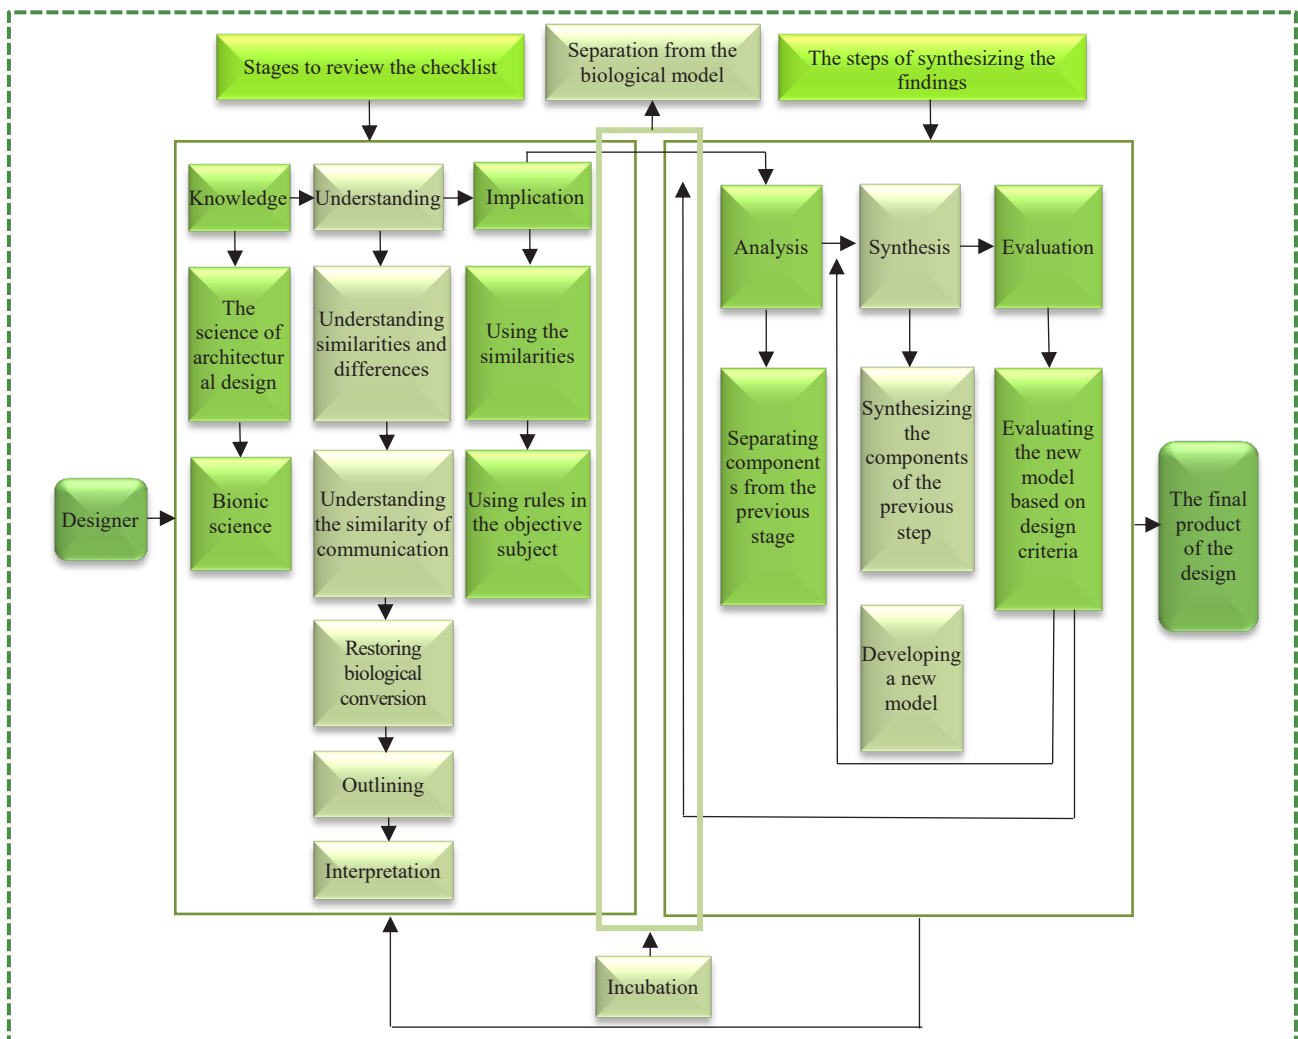 Stages to review the checklist
Separation from the
biological model
The steps of synthesizing the
findings
Knowledge
Understanding
Implication
The
science of
architectur
al design
Understanding
similarities and
differences
Using the
similarities
Bionic
science
Understanding
the similarity of
communication
Using rules in
the objective
subject
Restoring
biological
conversion
Outlining
Interpretation
Designer
Analysis
Synthesis
Evaluation
Separating
component
s from the
previous
stage
Synthesizing
the
components
of the
previous
step
Evaluating
the new
model
based on
design
criteria
Developing
a new
model
The final
product
of the
design
Incubation